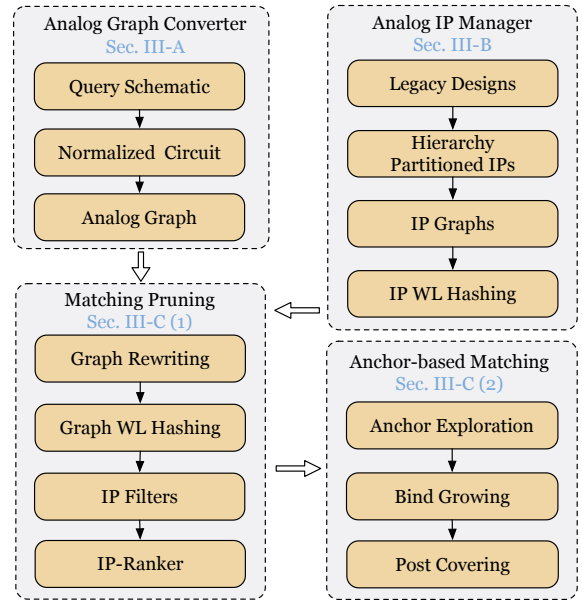 Analog Graph Converter
Sec. III-A
Query Schematic
Normalized Circuit
Analog Graph
Analog IP Manager
Sec. III-B
Legacy Designs
Hierarchy
Partitioned IPs
IP Graphs
IP WL Hashing
Matching Pruning
Sec. III-C (1)
Graph Rewriting
Graph WL Hashing
IP Filters
IP-Ranker
Anchor-based Matching
Sec. III-C (2)
Anchor Exploration
Bind Growing
Post Covering